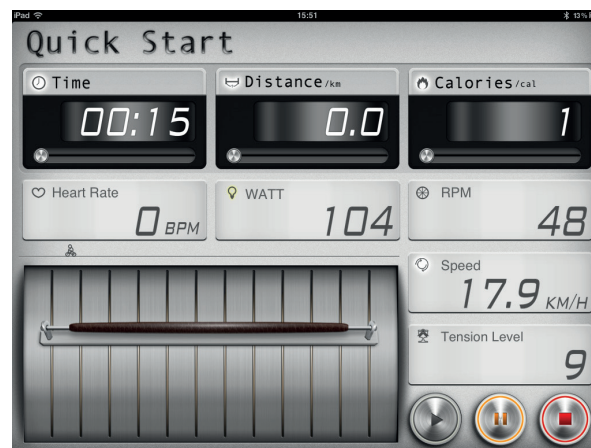 iPad 15:51 13%
Quick Start
Time Distance/km Calories/cal
00:15 0.0 1
Heart Rate WATT RPM
0 BPM 104 48
Speed
17.9 KM/H
Tension Level
9